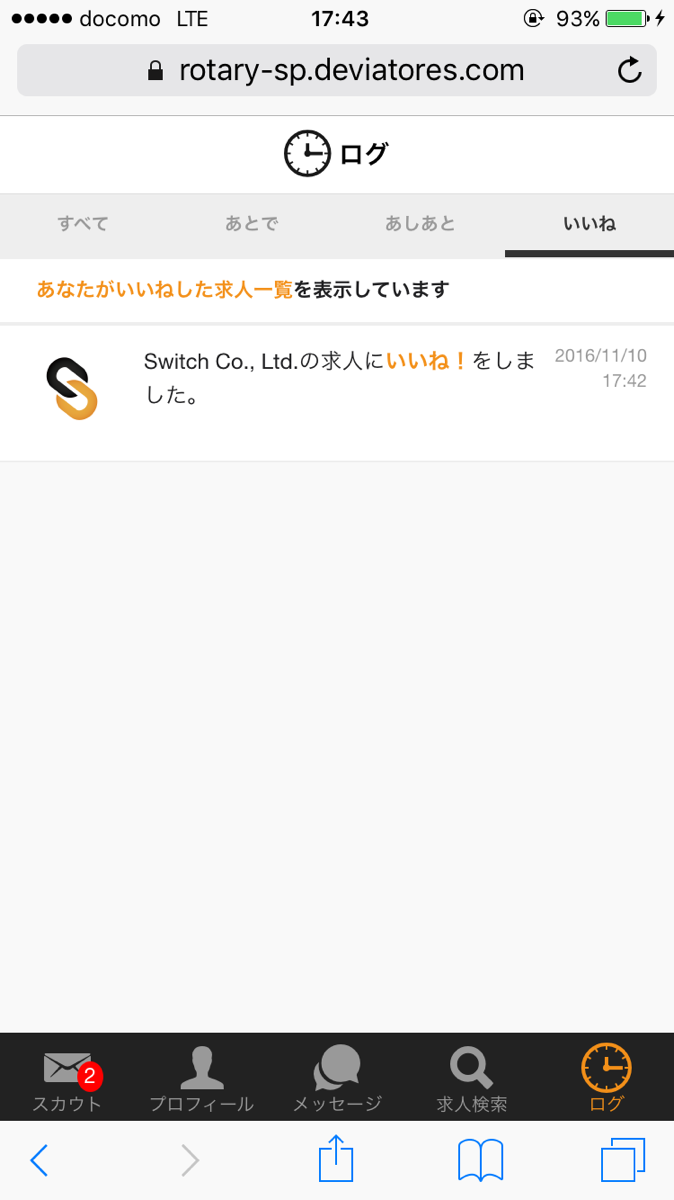 docomo LTE 17:43 93%
rotary-sp.deviatores.com
ログ
すべて あとで あしあと いいね
あなたがいいねした求人一覧を表示しています
Switch Co., Ltd.の求人にいいね！をしま 2016/11/10
した。 17:42
2
スカウト プロフィール メッセージ 求人検索 ログ